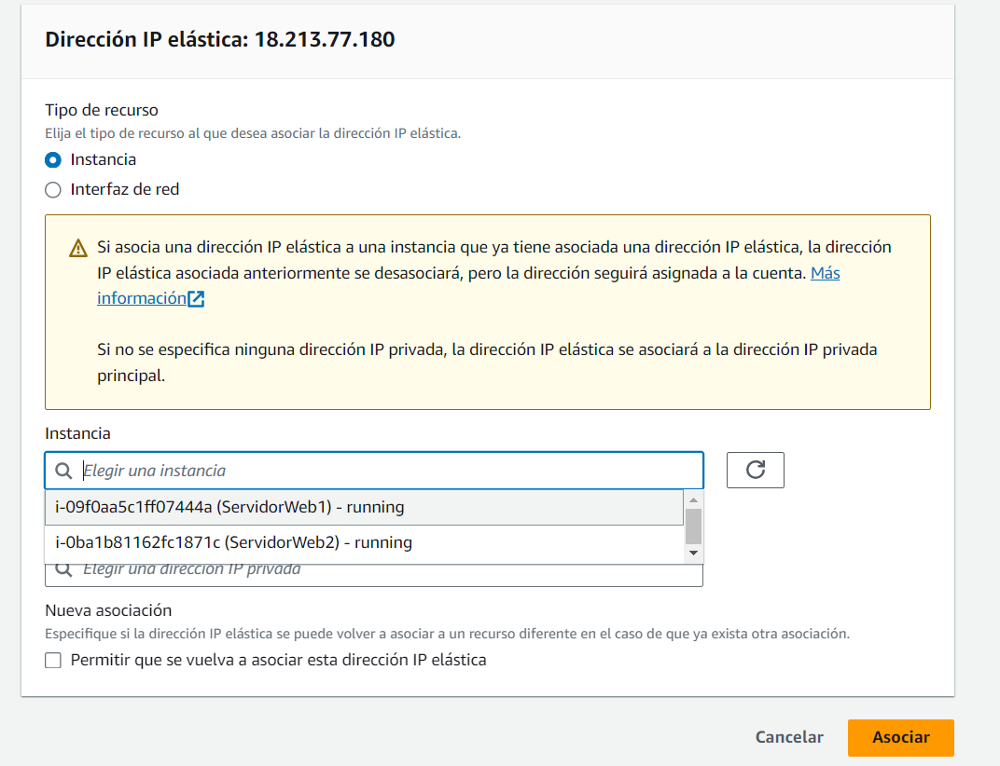 Dirección IP elástica: 18.213.77.180
Tipo de recurso
Elija el tipo de recurso al que desea asociar la dirección IP elástica.
Instancia
Interfaz de red
Si asocia una dirección IP elástica a una instancia que ya tiene asociada una dirección IP elástica, la dirección
IP elástica asociada anteriormente se desasociará, pero la dirección seguirá asignada a la cuenta. Más
información
Si no se especifica ninguna dirección IP privada, la dirección IP elástica se asociará a la dirección IP privada
principal.
Instancia
Elegir una instancia
i-09f0aa5c1ff07444a (ServidorWeb1) - running
i-0ba1b81162fc1871c (ServidorWeb2) - running
Elegir una dirección IP privada
Nueva asociación
Especifique si la dirección IP elástica se puede volver a asociar a un recurso diferente en el caso de que ya exista otra asociación.
Permitir que se vuelva a asociar esta dirección IP elástica
Cancelar
Asociar